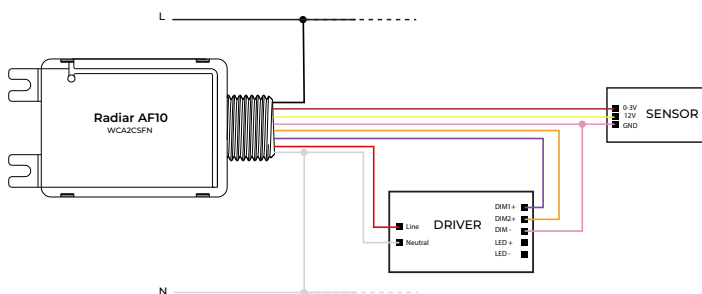 L
Radiar AF10
WCA2CSFN
0-3V
12V
GND
SENSOR
DIM1+
DIM2+
DIM -
LED +
LED -
Line
DRIVER
Neutral
N